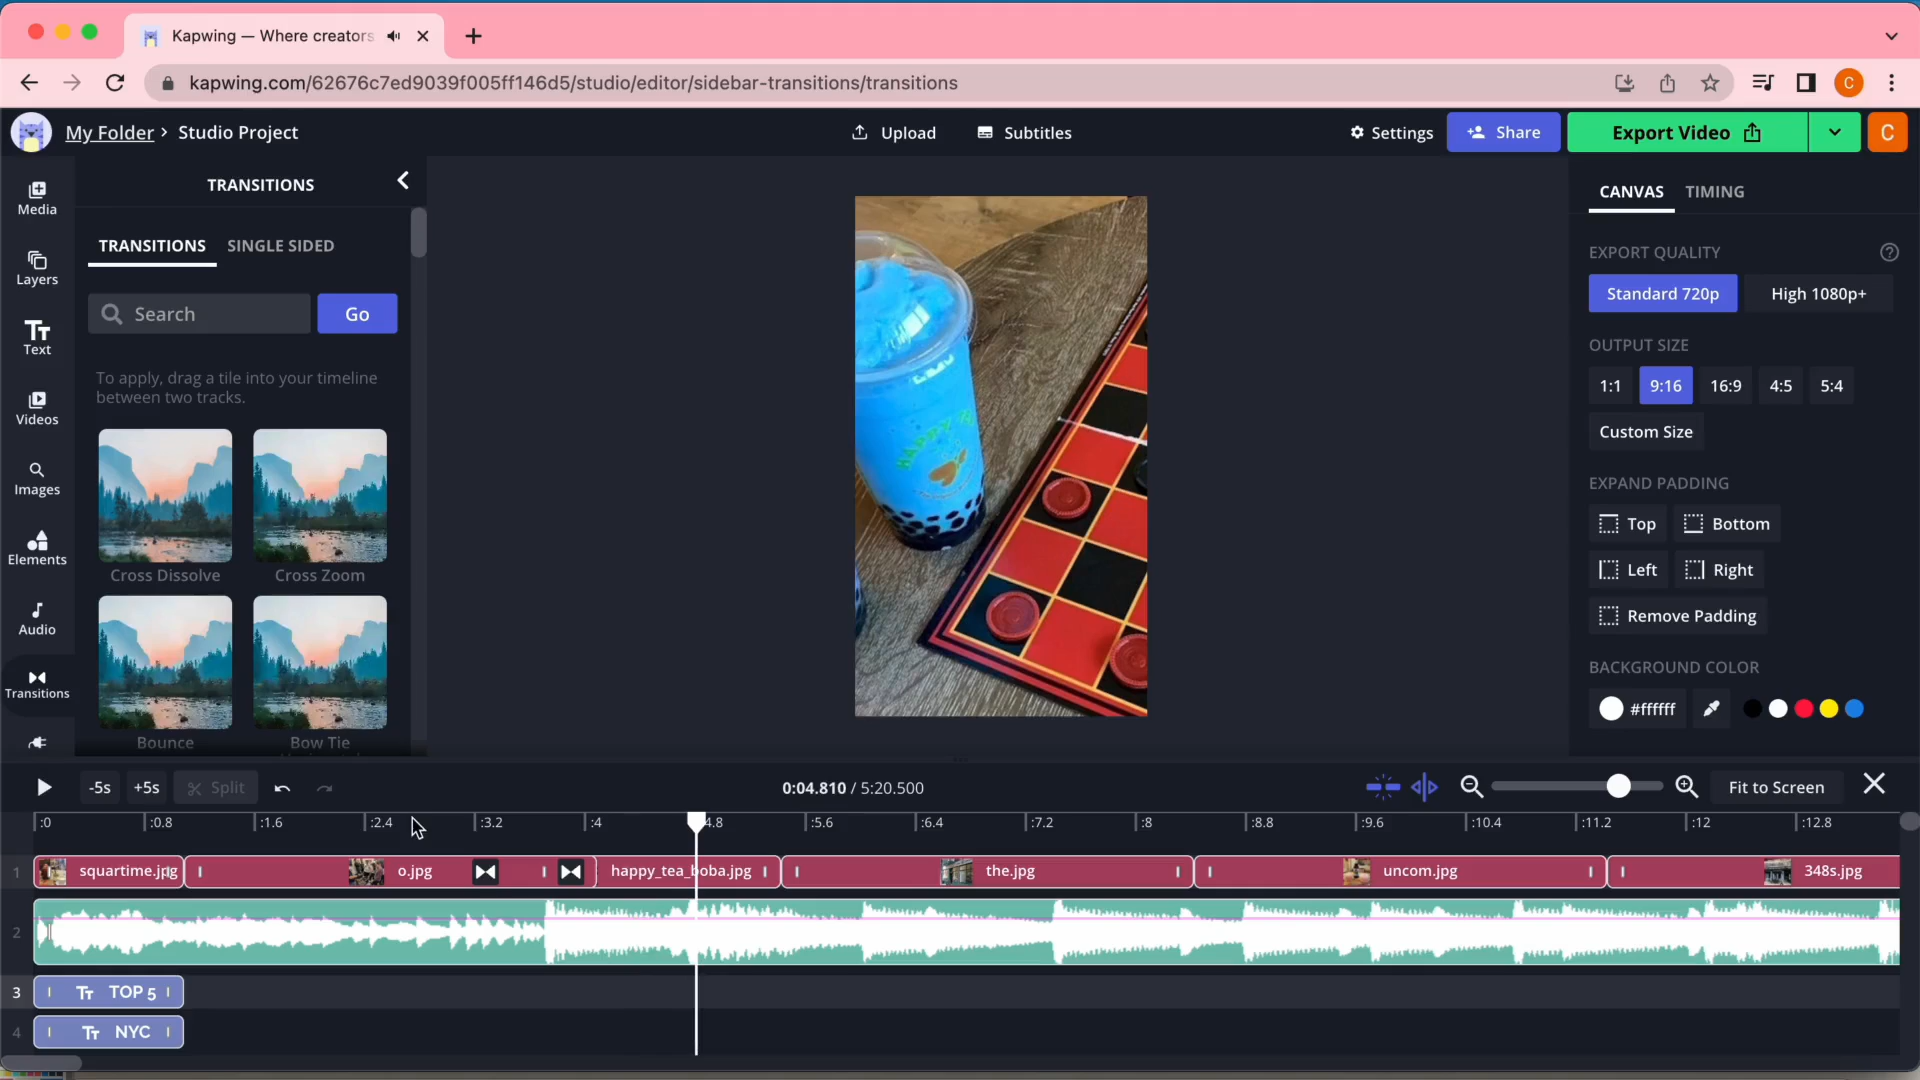 Kapwing — Where creators
kapwing.com/62676c7ed9039f005ff146d5/studio/editor/sidebar-transitions/transitions
C
My Folder > Studio Project
Upload
Subtitles
Settings
Share
Export Video
C
Media
Layers
Text
Videos
Images
Elements
Audio
Transitions
TRANSITIONS
TRANSITIONS SINGLE SIDED
Search
Go
To apply, drag a tile into your timeline
between two tracks.
Cross Dissolve
Cross Zoom
Bounce
Bow Tie
CANVAS TIMING
EXPORT QUALITY
Standard 720p
High 1080p+
OUTPUT SIZE
1:1 9:16 16:9 4:5 5:4
Custom Size
EXPAND PADDING
Top
Bottom
Left
Right
Remove Padding
BACKGROUND COLOR
#ffffff
-5s +5s Split
0:04.810 / 5:20.500
Fit to Screen
:0 :0.8 :1.6 :2.4 :3.2 :4 4.8 :5.6 :6.4 :7.2 :8 :8.8 :9.6 :10.4 :11.2 :12 :12.8
1 squartime.jpg o.jpg happy_tea_boba.jpg the.jpg uncom.jpg 348s.jpg
2
3 TOP 5
4 NYC